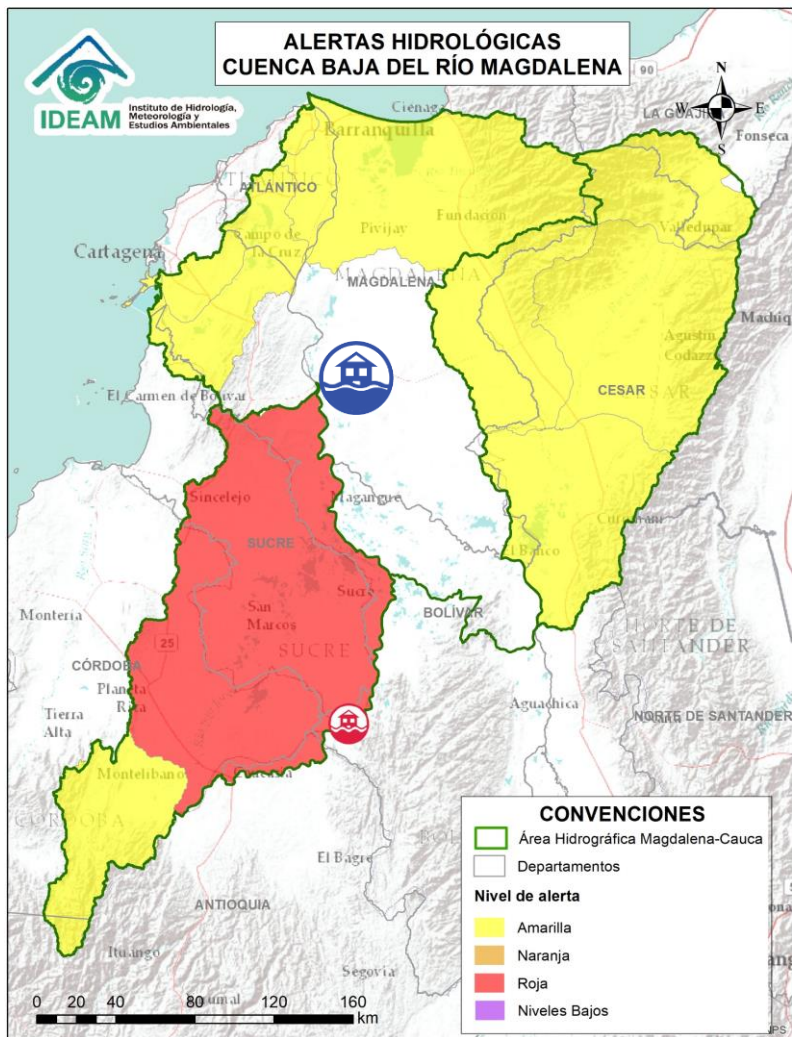 ALERTAS HIDROLÓGICAS
CUENCA BAJA DEL RÍO MAGDALENA
IDEAM
Instituto de Hidrología,
Meteorología y
Estudios Ambientales
N
W
E
S
90
Ciénaga
LA GUAJIRA
Fonseca
Barranquilla
ATLÁNTICO
Fundación
Valledupar
Pivijay
Campo de
la Cruz
Cartagena
MAGDALENA
MAGDALENA
Agustín
Codazzi
CESAR
El Carmen de Bolívar
Sincelejo
Magangué
SUCRE
El Banco
San
Marcos
Sucre
BOLÍVAR
SUCRE
Montería
25
CÓRDOBA
Planeta
Rica
NORTE DE
SANTANDER
Aguachica
NORTE DE SANTANDER
Tierra
Alta
Montelíbano
CÓRDOBA
El Bagre
ANTIOQUIA
Ituango
Segovia
CONVENCIONES
Área Hidrográfica Magdalena-Cauca
Departamentos
Nivel de alerta
Amarilla
Naranja
Roja
Niveles Bajos
0 20 40 80 120 160
km